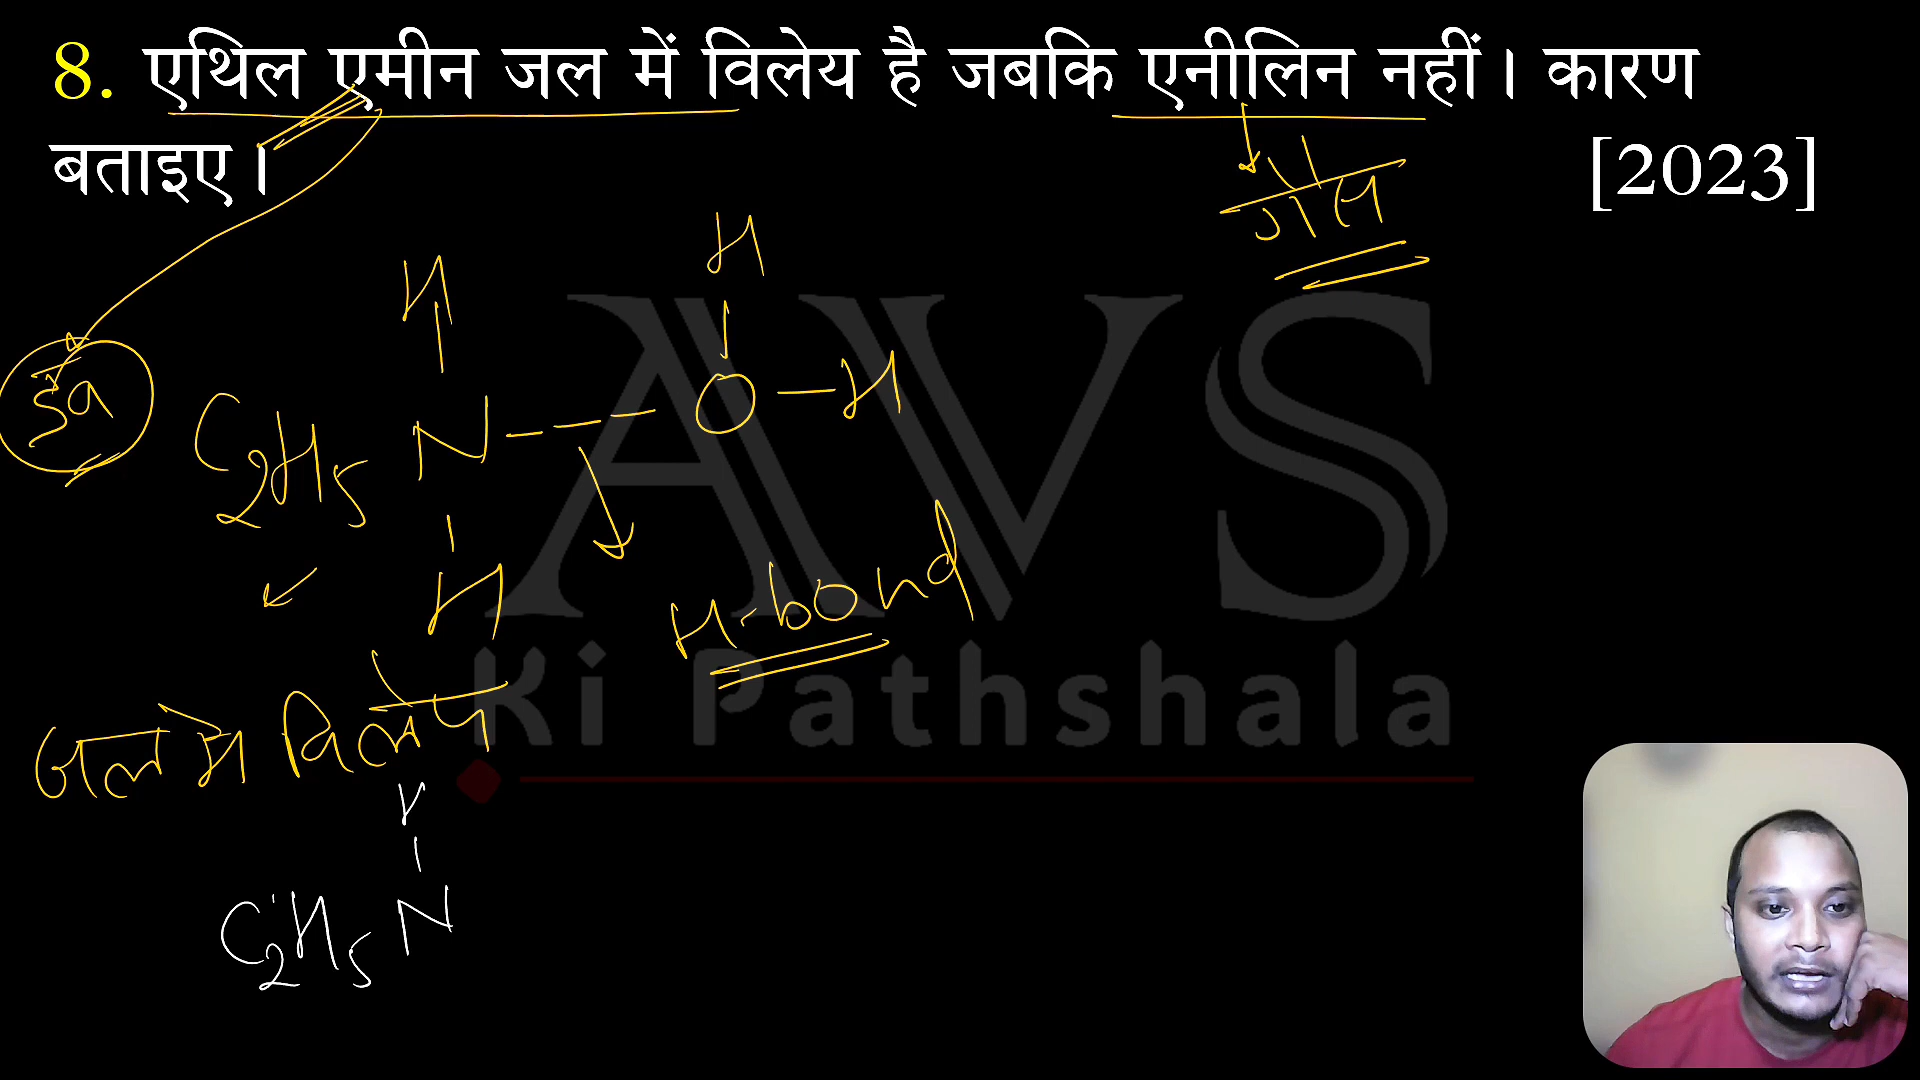 8. एथिल एमीन जल में विलेय है जबकि एनीलिन नहीं। कारण
बताइए। [2023]
गैस
H
H
O
H
द्रव
C2H5 N
H
H-bond
जल में विलेय
AVS
Ki Pathshala
C2H5 N